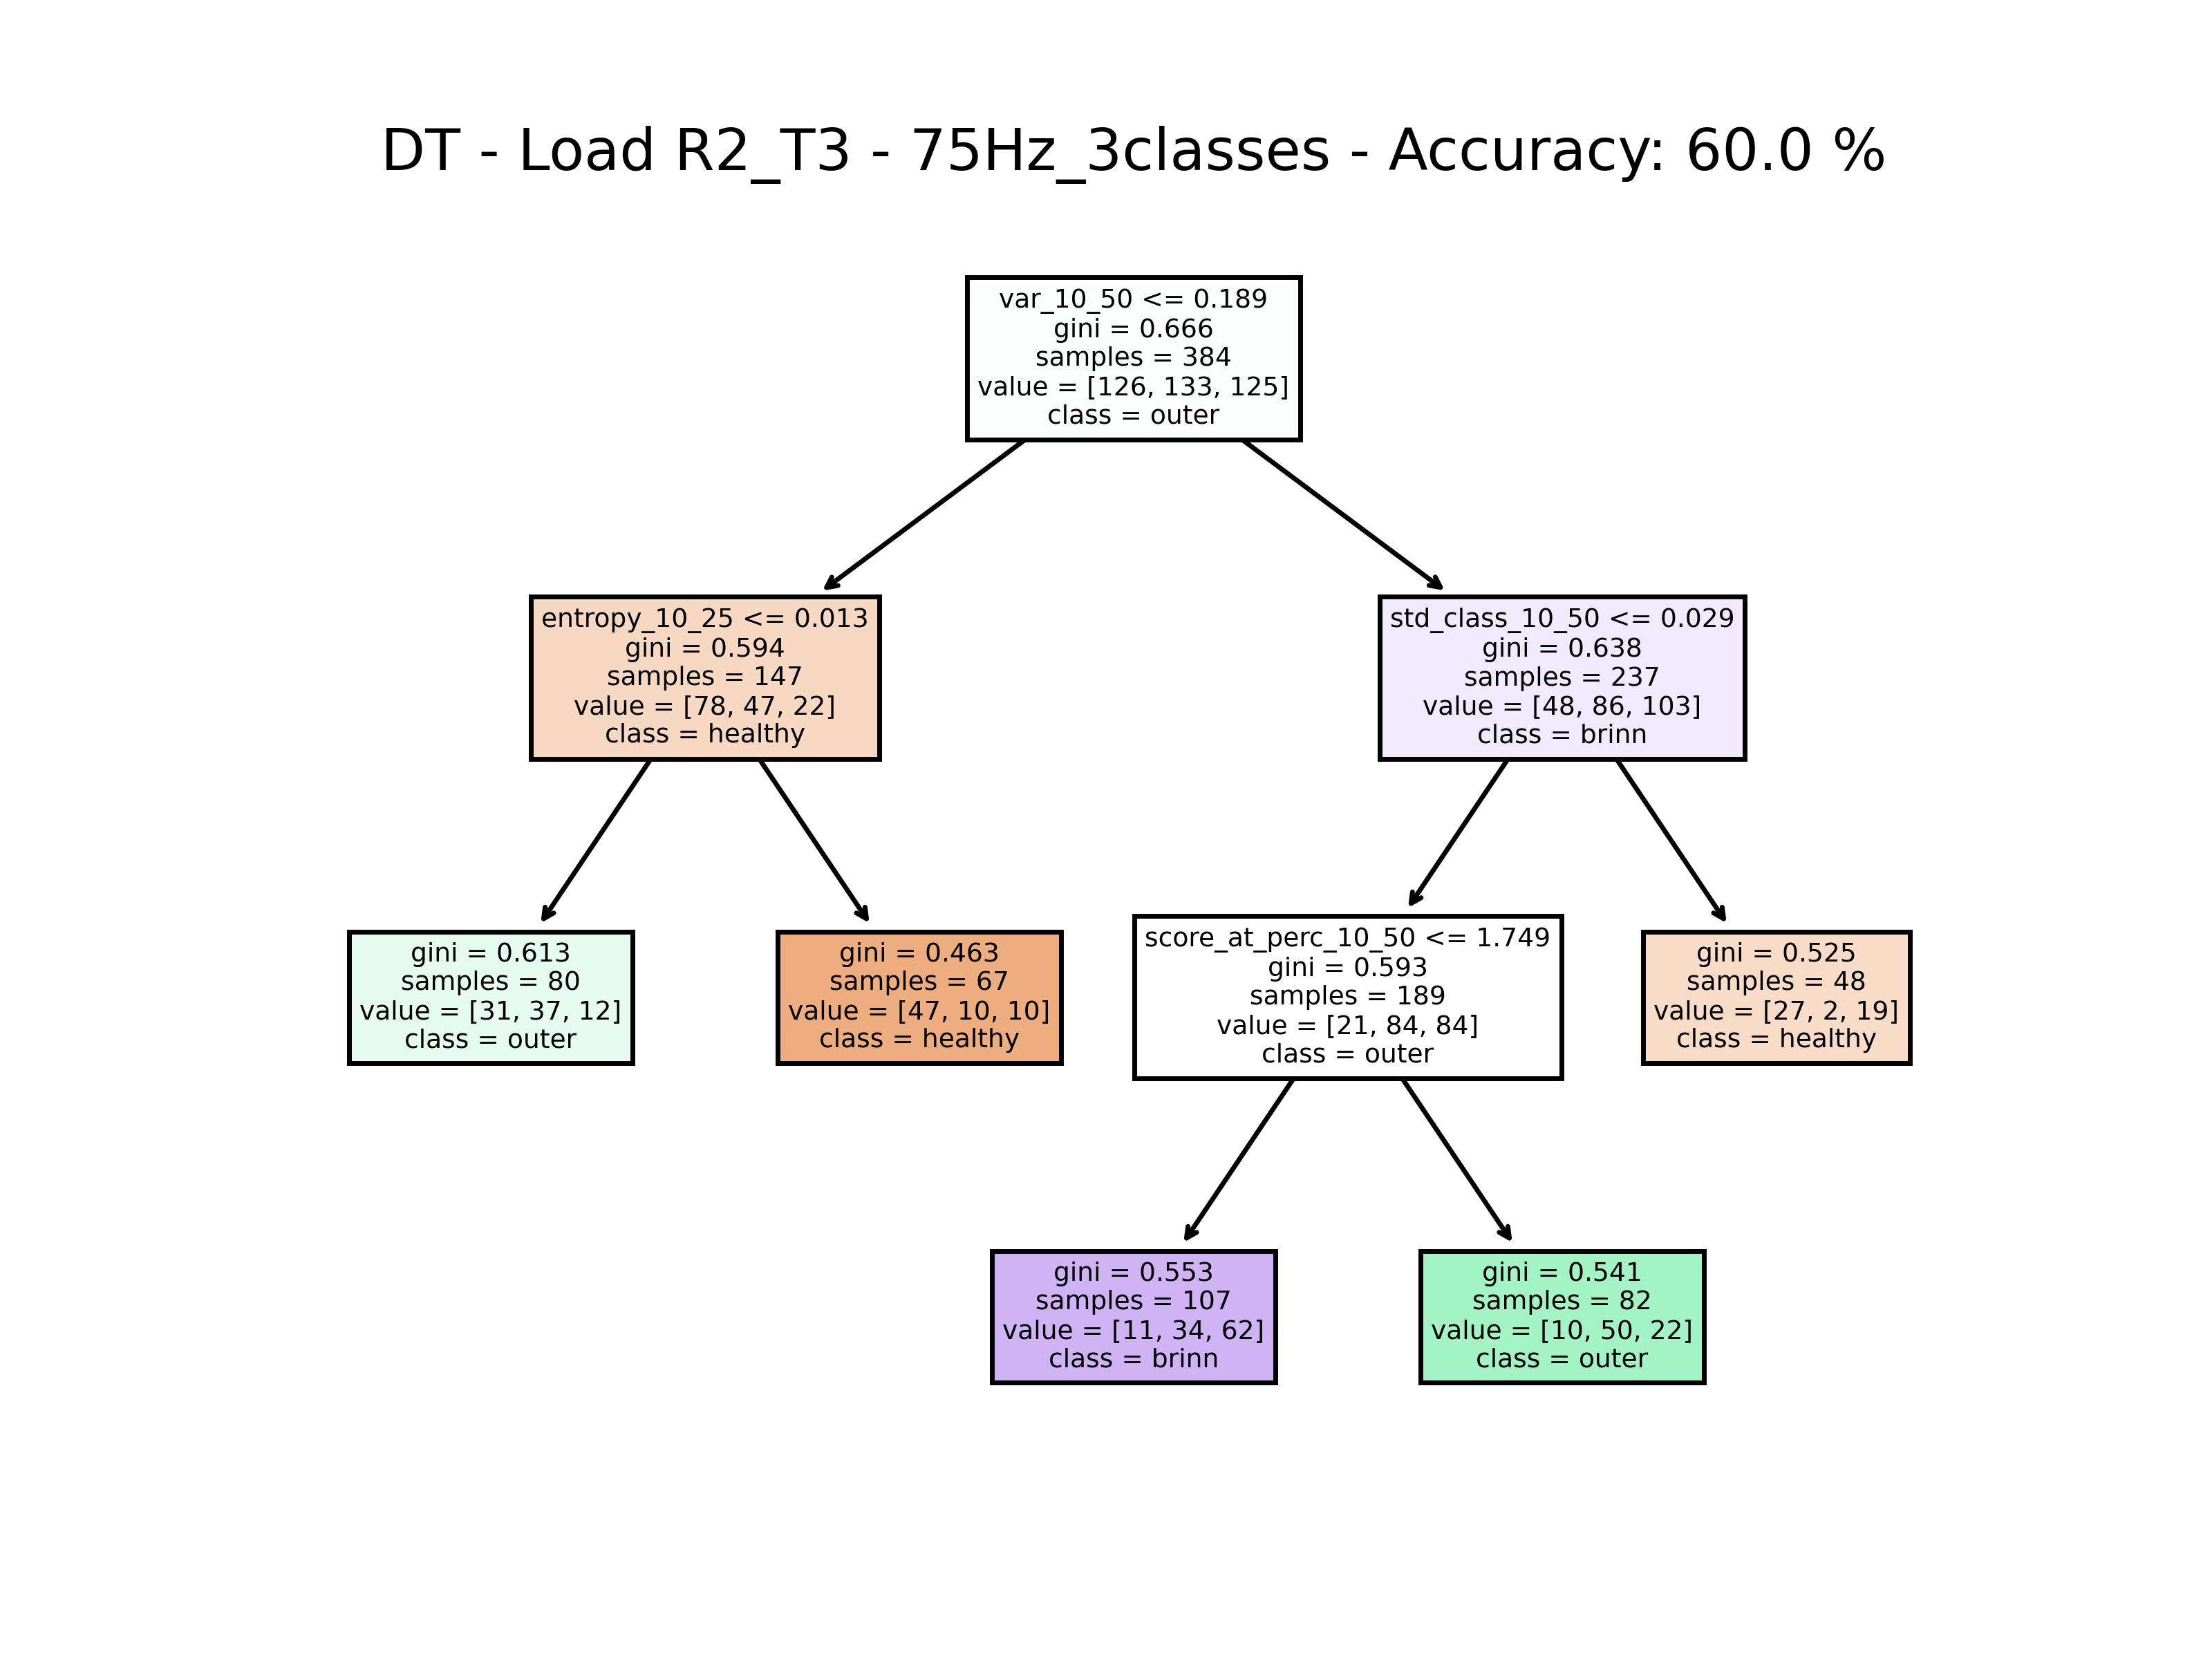 DT - Load R2_T3 - 75Hz_3classes - Accuracy: 60.0 %
var_10_50 <= 0.189
gini = 0.666
samples = 384
value = [126, 133, 125]
class = outer
entropy_10_25 <= 0.013
gini = 0.594
samples = 147
value = [78, 47, 22]
class = healthy
std_class_10_50 <= 0.029
gini = 0.638
samples = 237
value = [48, 86, 103]
class = brinn
gini = 0.613
samples = 80
value = [31, 37, 12]
class = outer
gini = 0.463
samples = 67
value = [47, 10, 10]
class = healthy
score_at_perc_10_50 <= 1.749
gini = 0.593
samples = 189
value = [21, 84, 84]
class = outer
gini = 0.525
samples = 48
value = [27, 2, 19]
class = healthy
gini = 0.553
samples = 107
value = [11, 34, 62]
class = brinn
gini = 0.541
samples = 82
value = [10, 50, 22]
class = outer